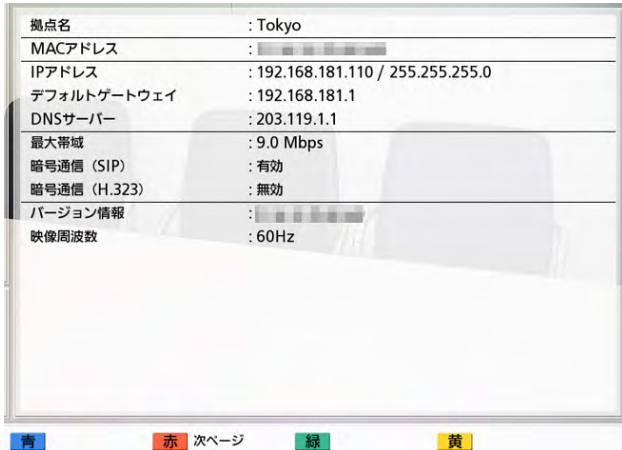 拠点名 : Tokyo
MACアドレス :
IPアドレス : 192.168.181.110 / 255.255.255.0
デフォルトゲートウェイ : 192.168.181.1
DNSサーバー : 203.119.1.1
最大帯域 : 9.0 Mbps
暗号通信（SIP） : 有効
暗号通信（H.323） : 無効
バージョン情報 :
映像周波数 : 60Hz
青 赤 次ページ 緑 黄